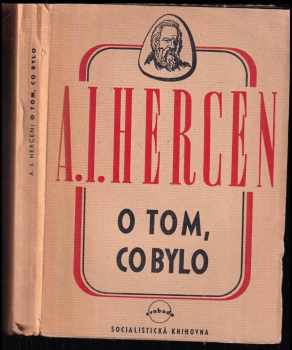 A. I. HERCEN: O TOM, CO BYLO
A.I. HERCEN
O TOM,
CO BYLO
svoboda
SOCIALISTICKÁ KNIHOVNA